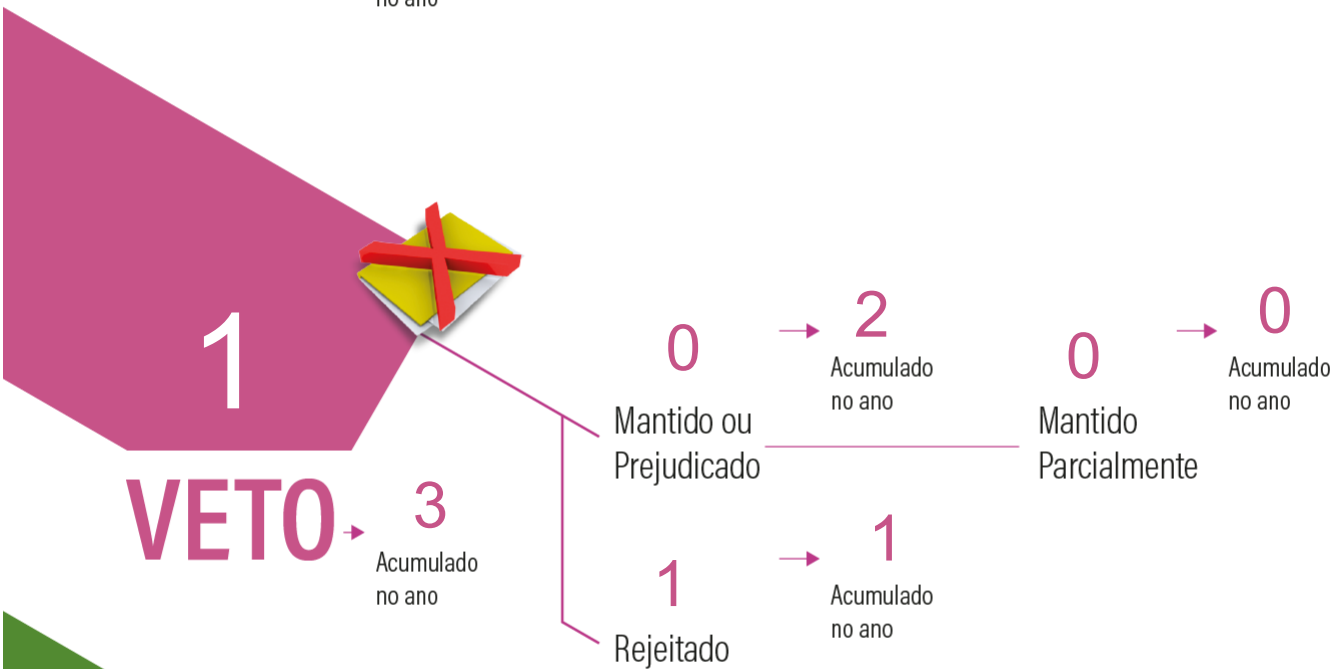 no ano
1
VETO
3
Acumulado
no ano
0
Mantido ou
Prejudicado
2
Acumulado
no ano
0
Mantido
Parcialmente
0
Acumulado
no ano
1
Rejeitado
1
Acumulado
no ano